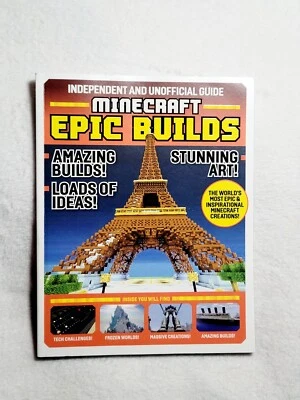 INDEPENDENT AND UNOFFICIAL GUIDE
MINECRAFT
EPIC BUILDS
AMAZING
BUILDS!
LOADS OF
IDEAS!
STUNNING
ART!
THE WORLD'S
MOST EPIC &
INSPIRATIONAL
MINECRAFT
CREATIONS!
INSIDE YOU WILL FIND
TECH CHALLENGES!
FROZEN WORLDS!
MASSIVE CREATIONS!
AMAZING BUILDS!